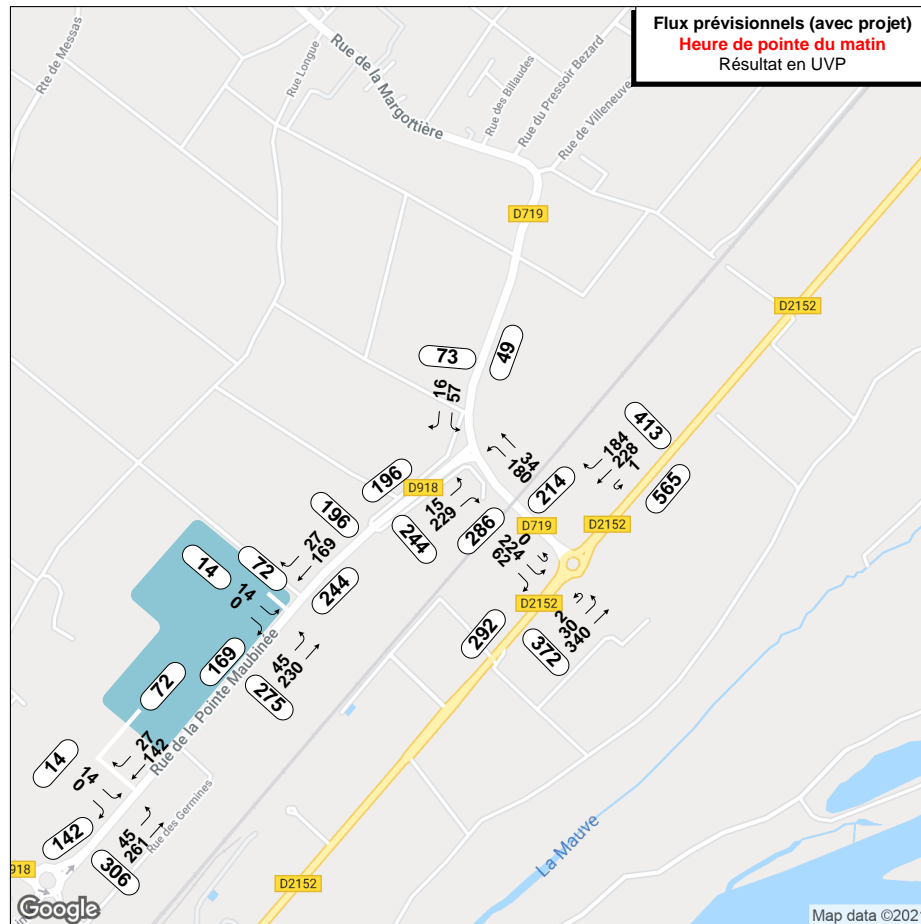 Flux prévisionnels (avec projet)
Heure de pointe du matin
Résultat en UVP
Rte de Messas
Rue Longue
Rue de la Margottière
Rue des Billaudes
Rue du Pressoir Bezard
Rue de Villeneuve
D719
D2152
73
49
16
57
34
180
413
184
228
1
196
D918
214
565
196
15
229
286
D719
D2152
27
169
244
0
224
62
14
72
14
0
244
D2152
2
30
340
292
372
169
45
230
275
72
Rue de la Pointe Maubinée
27
142
14
14
0
142
45
261
306
Rue des Germines
La Mauve
918
D2152
Google
Map data ©202